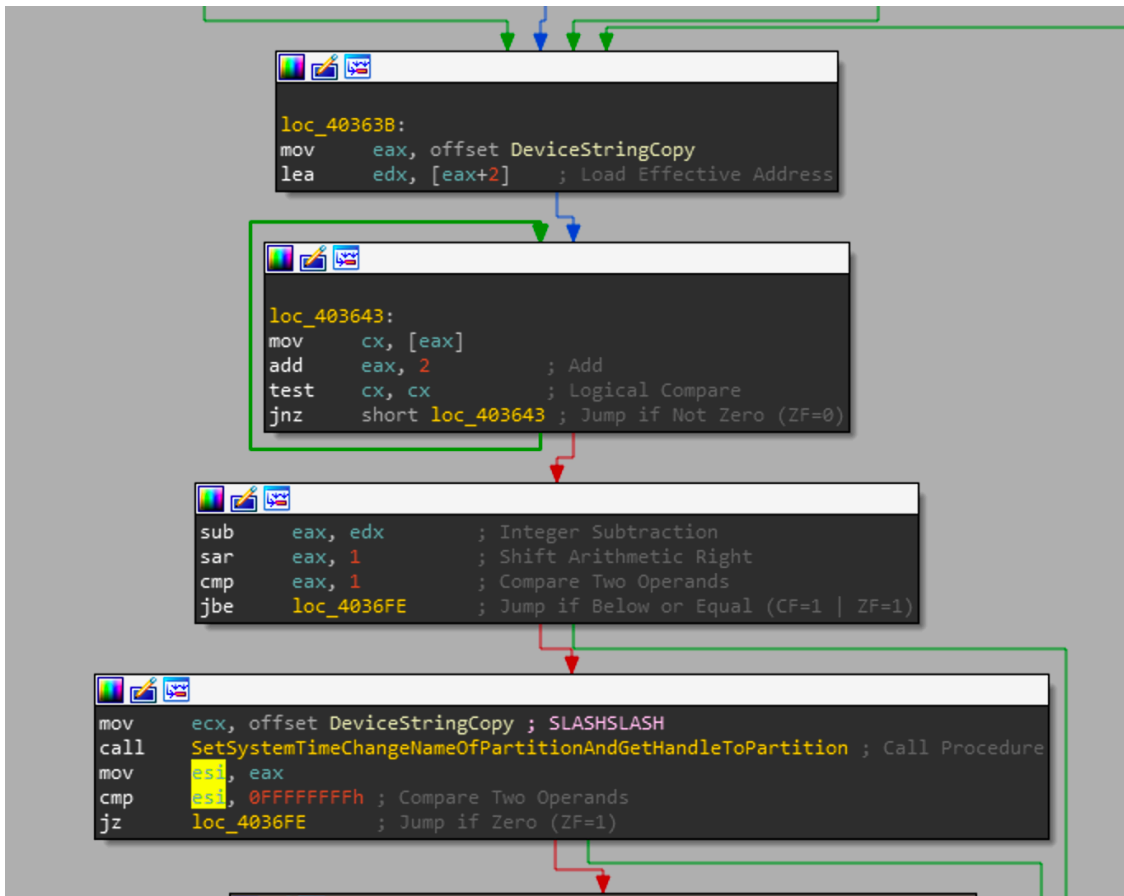 loc_40363B:
mov eax, offset DeviceStringCopy
lea edx, [eax+2] ; Load Effective Address
loc_403643:
mov cx, [eax]
add eax, 2 ; Add
test cx, cx ; Logical Compare
jnz short loc_403643 ; Jump if Not Zero (ZF=0)
sub eax, edx ; Integer Subtraction
sar eax, 1 ; Shift Arithmetic Right
cmp eax, 1 ; Compare Two Operands
jbe loc_4036FE ; Jump if Below or Equal (CF=1 | ZF=1)
mov ecx, offset DeviceStringCopy ; SLASHSLASH
call SetSystemTimeChangeNameOfPartitionAndGetHandleToPartition ; Call Procedure
mov esi, eax
cmp esi, 0FFFFFFFFh ; Compare Two Operands
jz loc_4036FE ; Jump if Zero (ZF=1)